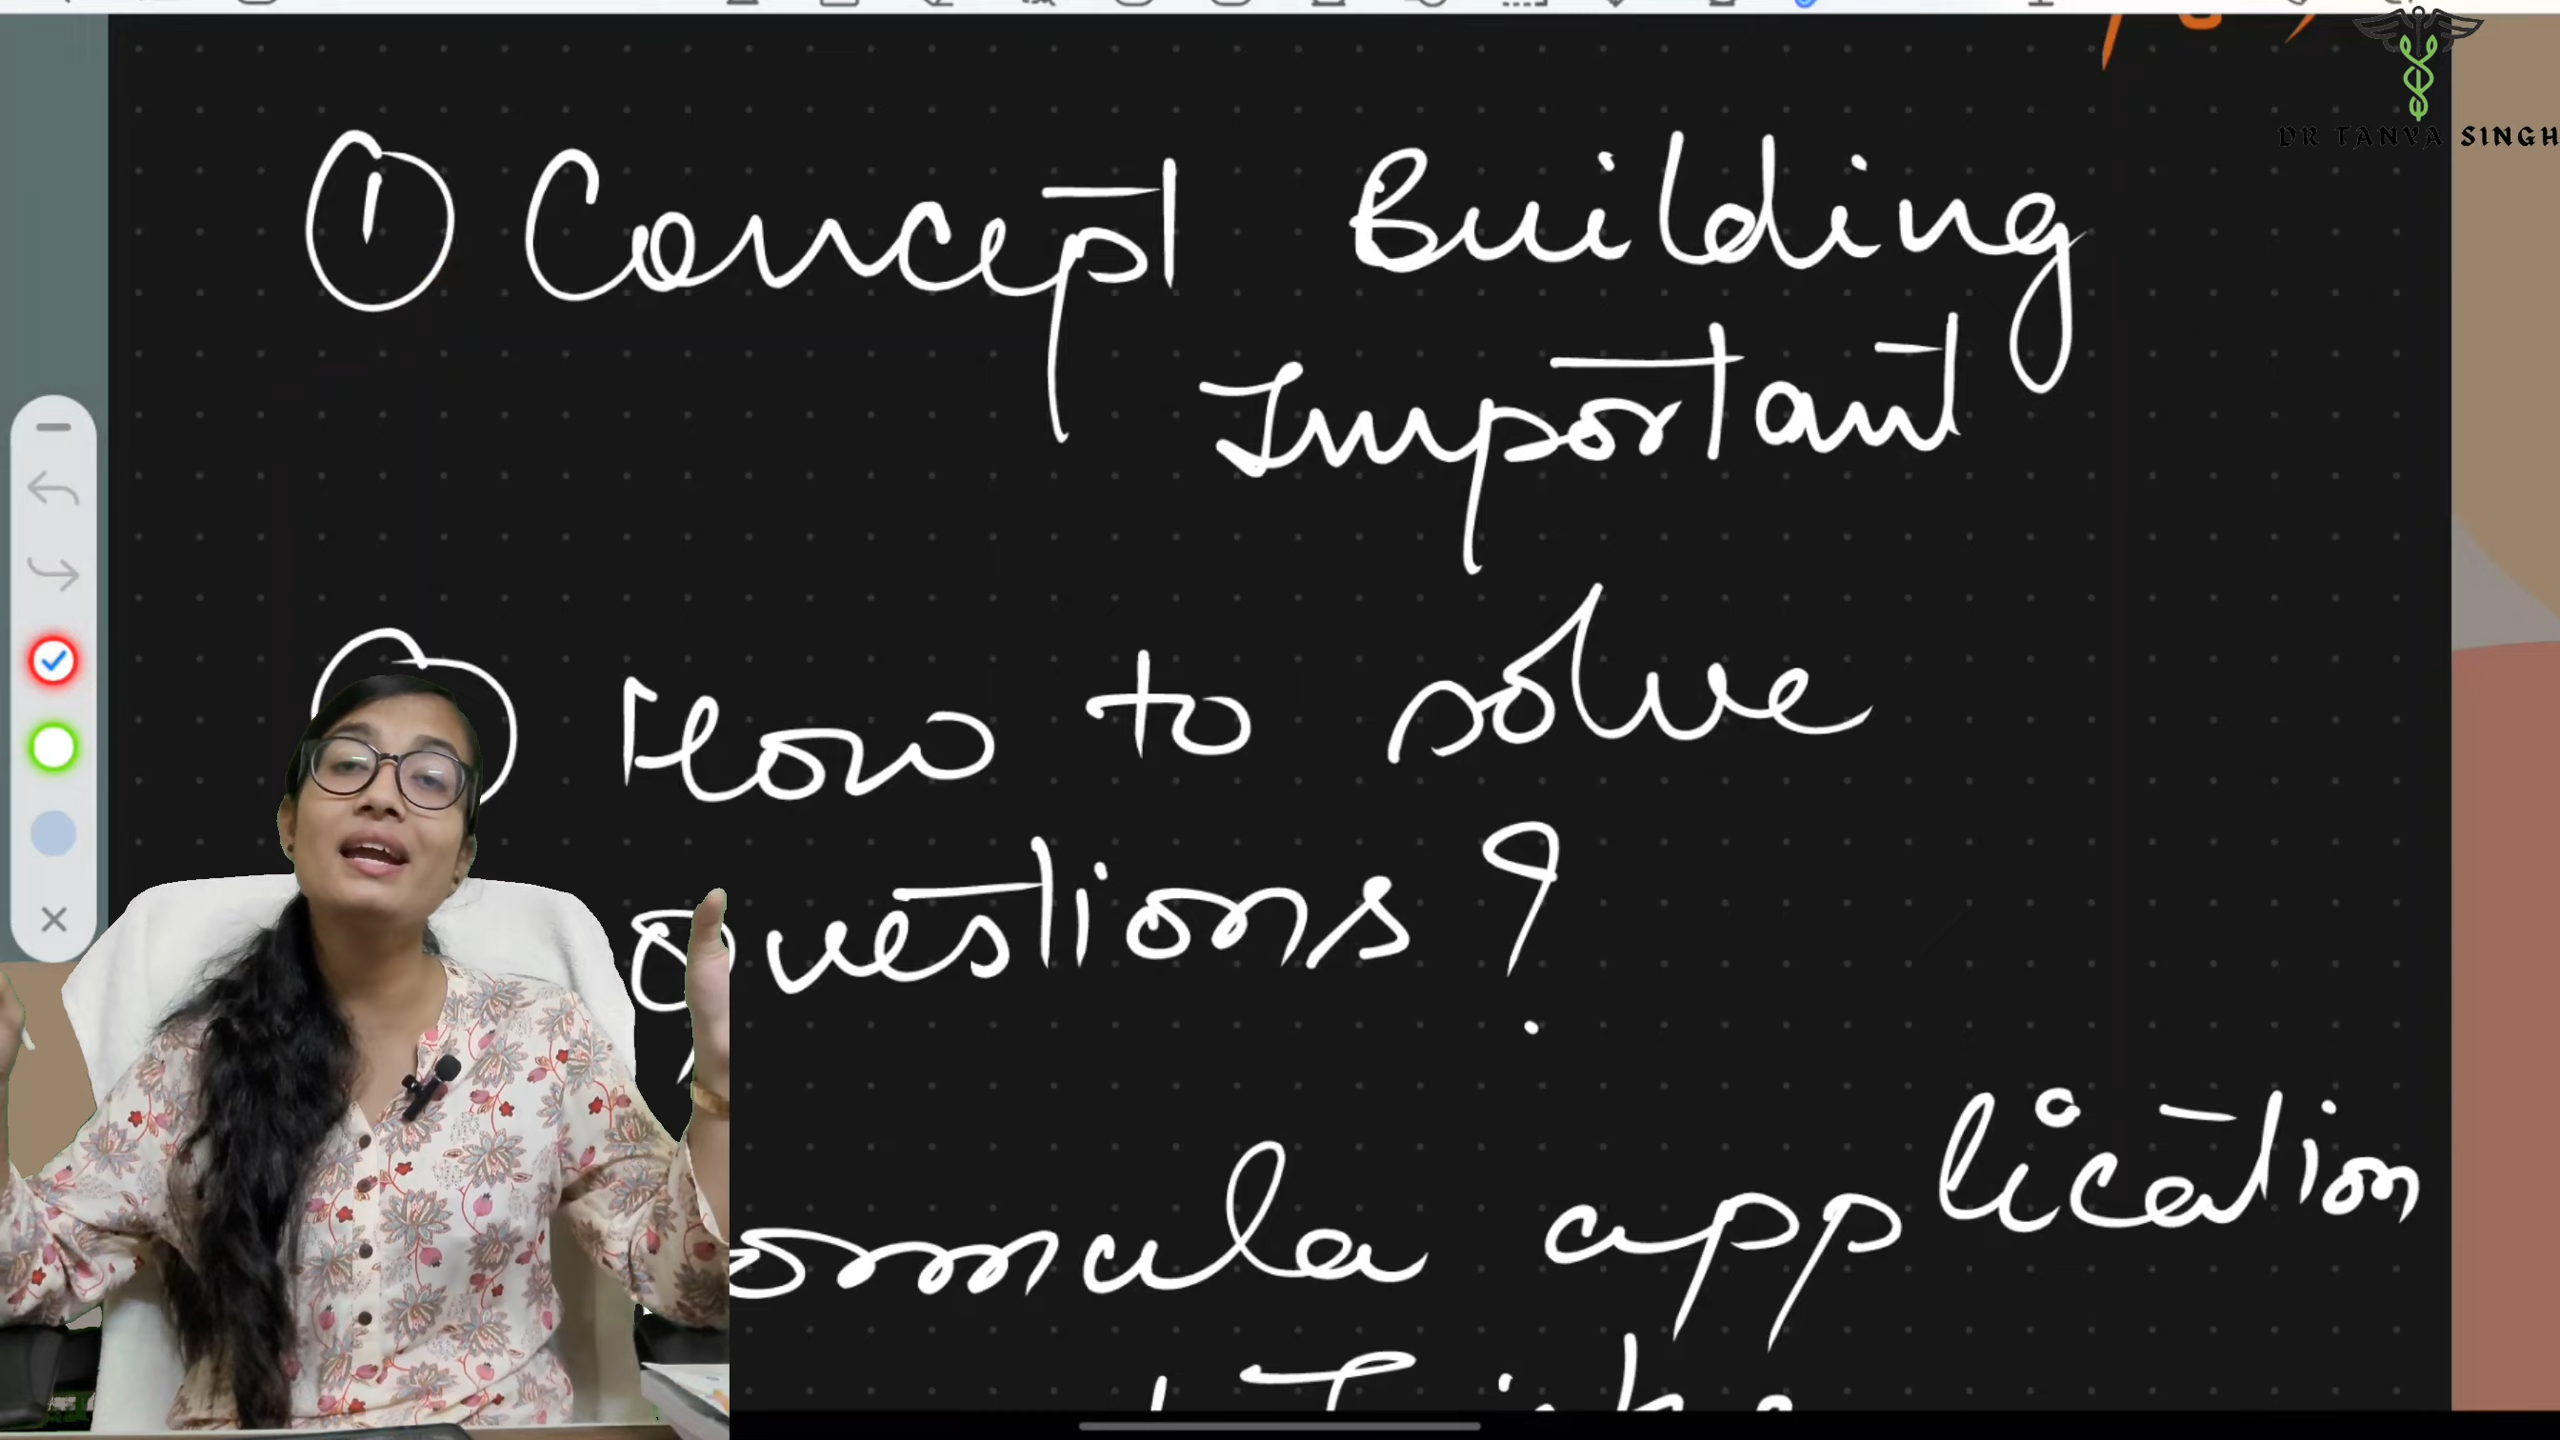 DR TANYA SINGH
① Concept Building
Important
How to solve
Questions?
ormula application